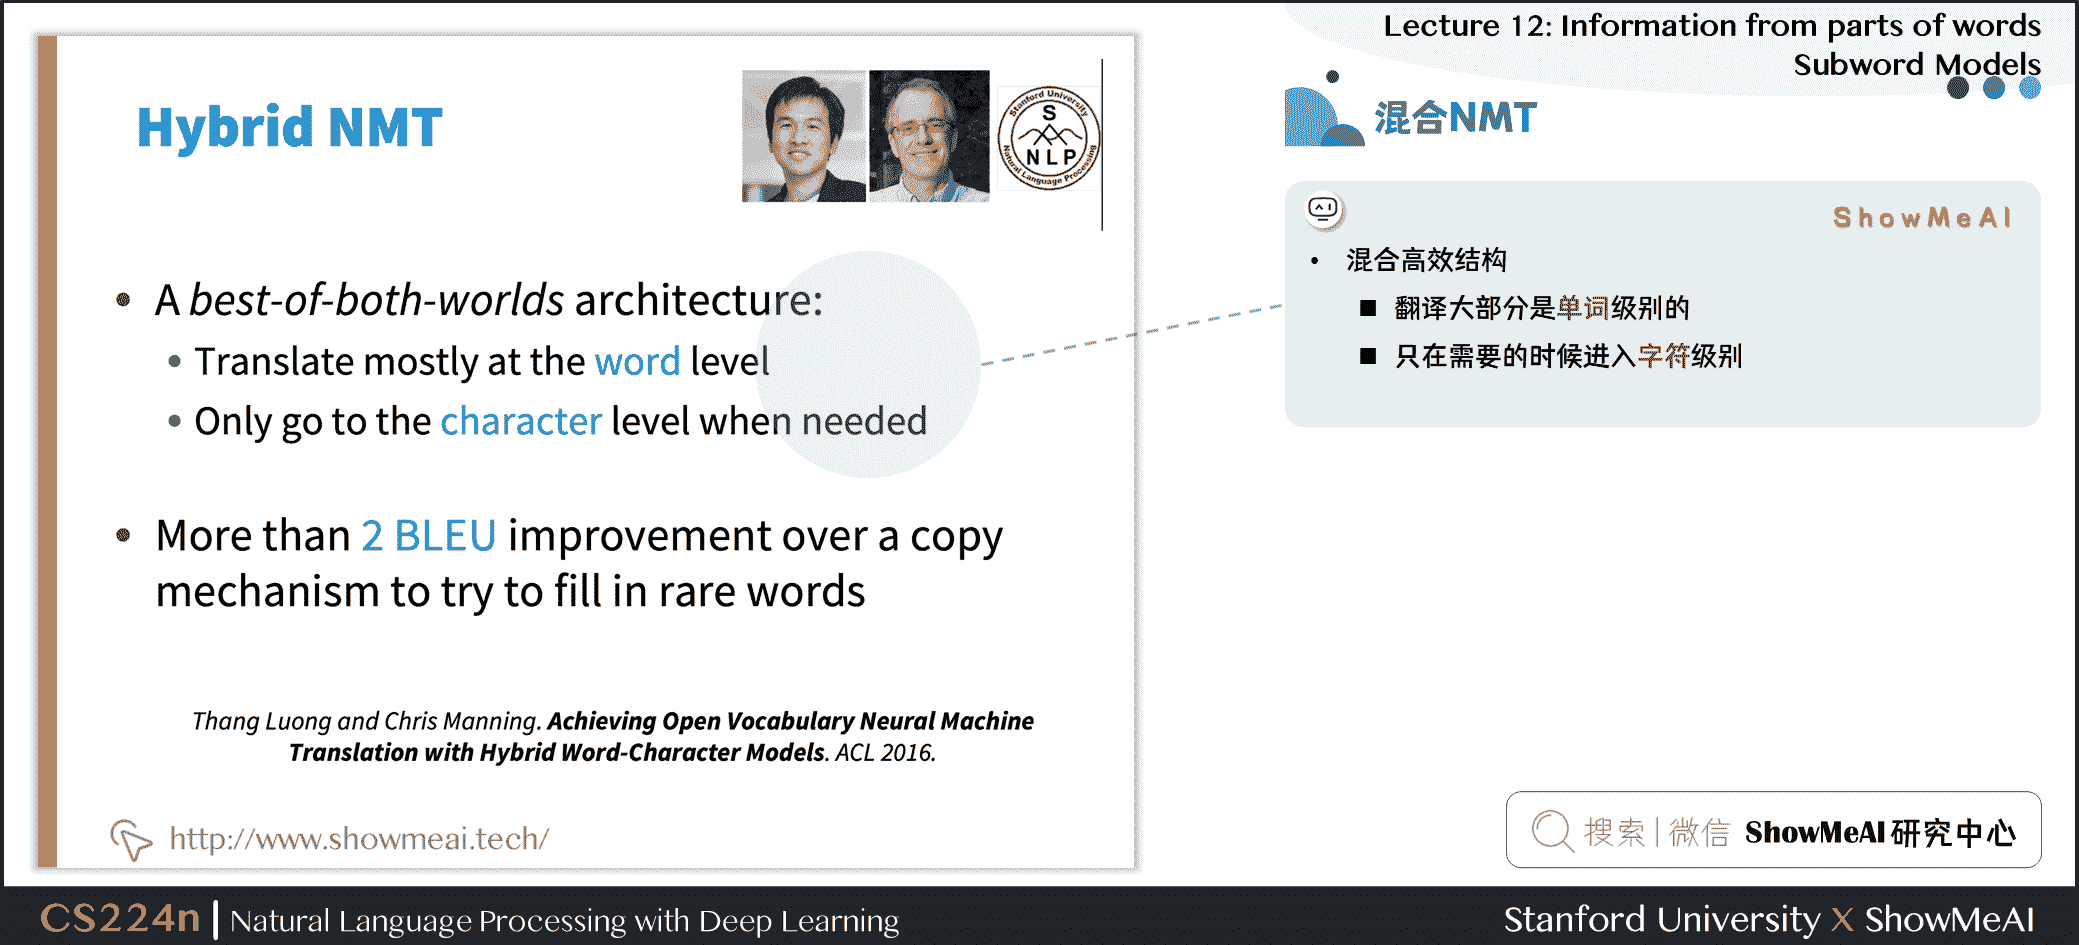 Lecture 12: Information from parts of words
Subword Models
Hybrid NMT
Stanford University
S
NLP
Natural Language Processing
• A best-of-both-worlds architecture:
• Translate mostly at the word level
• Only go to the character level when needed
• More than 2 BLEU improvement over a copy
mechanism to try to fill in rare words
Thang Luong and Chris Manning. Achieving Open Vocabulary Neural Machine
Translation with Hybrid Word-Character Models. ACL 2016.
http://www.showmeai.tech/
混合NMT
ShowMeAI
• 混合高效结构
■ 翻译大部分是单词级别的
■ 只在需要的时候进入字符级别
搜索|微信 ShowMeAI研究中心
CS224n | Natural Language Processing with Deep Learning
Stanford University X ShowMeAI